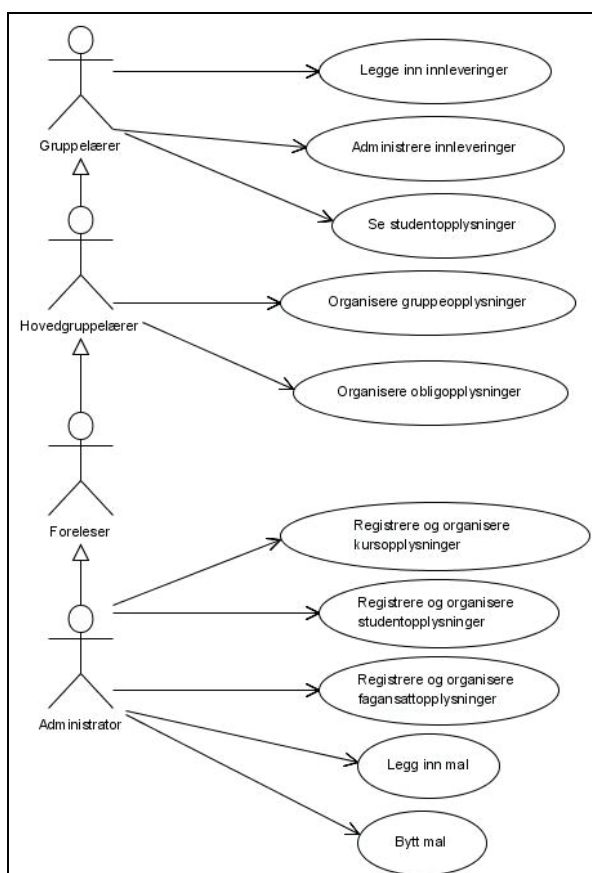 Legge inn innleveringer
Gruppelærer
Administrere innleveringer
Se studentopplysninger
Organisere gruppeopplysninger
Hovedgruppelærer
Organisere obligopplysninger
Foreleser
Registrere og organisere
kursopplysninger
Registrere og organisere
studentopplysninger
Registrere og organisere
fagansattopplysninger
Administrator
Legg inn mal
Bytt mal